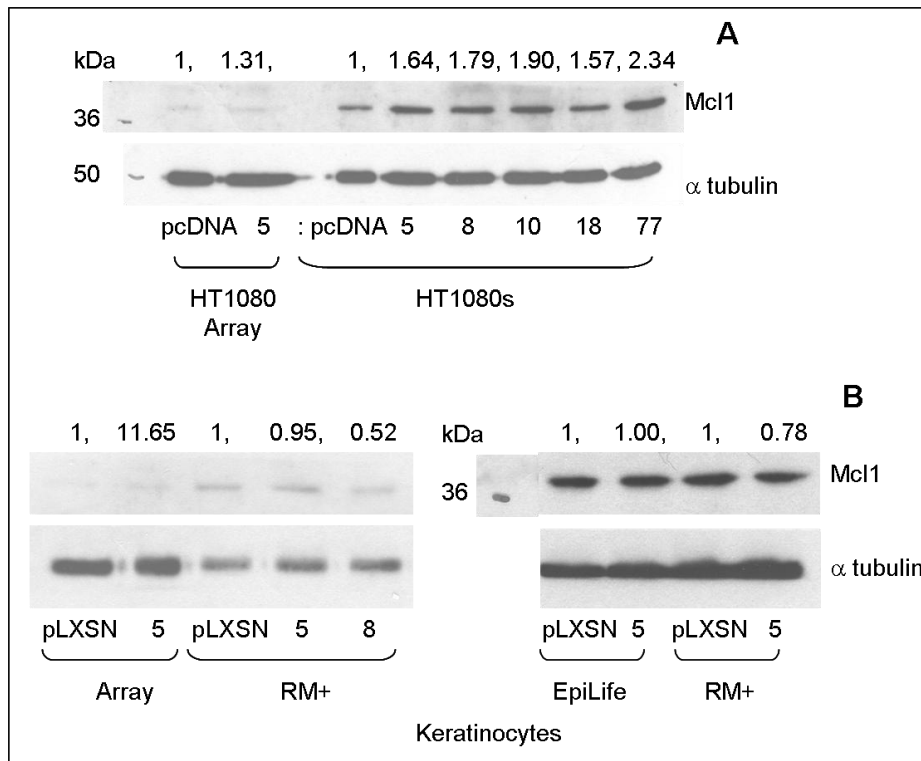 A
kDa 1, 1.31, 1, 1.64, 1.79, 1.90, 1.57, 2.34
Mcl1
36
50
α tubulin
pcDNA 5 : pcDNA 5 8 10 18 77
HT1080 Array
HT1080s
B
1, 11.65 1, 0.95, 0.52
kDa 1, 1.00, 1, 0.78
Mcl1
36
α tubulin
pLXSN 5 pLXSN 5 8
pLXSN 5 pLXSN 5
Array RM+
EpiLife RM+
Keratinocytes